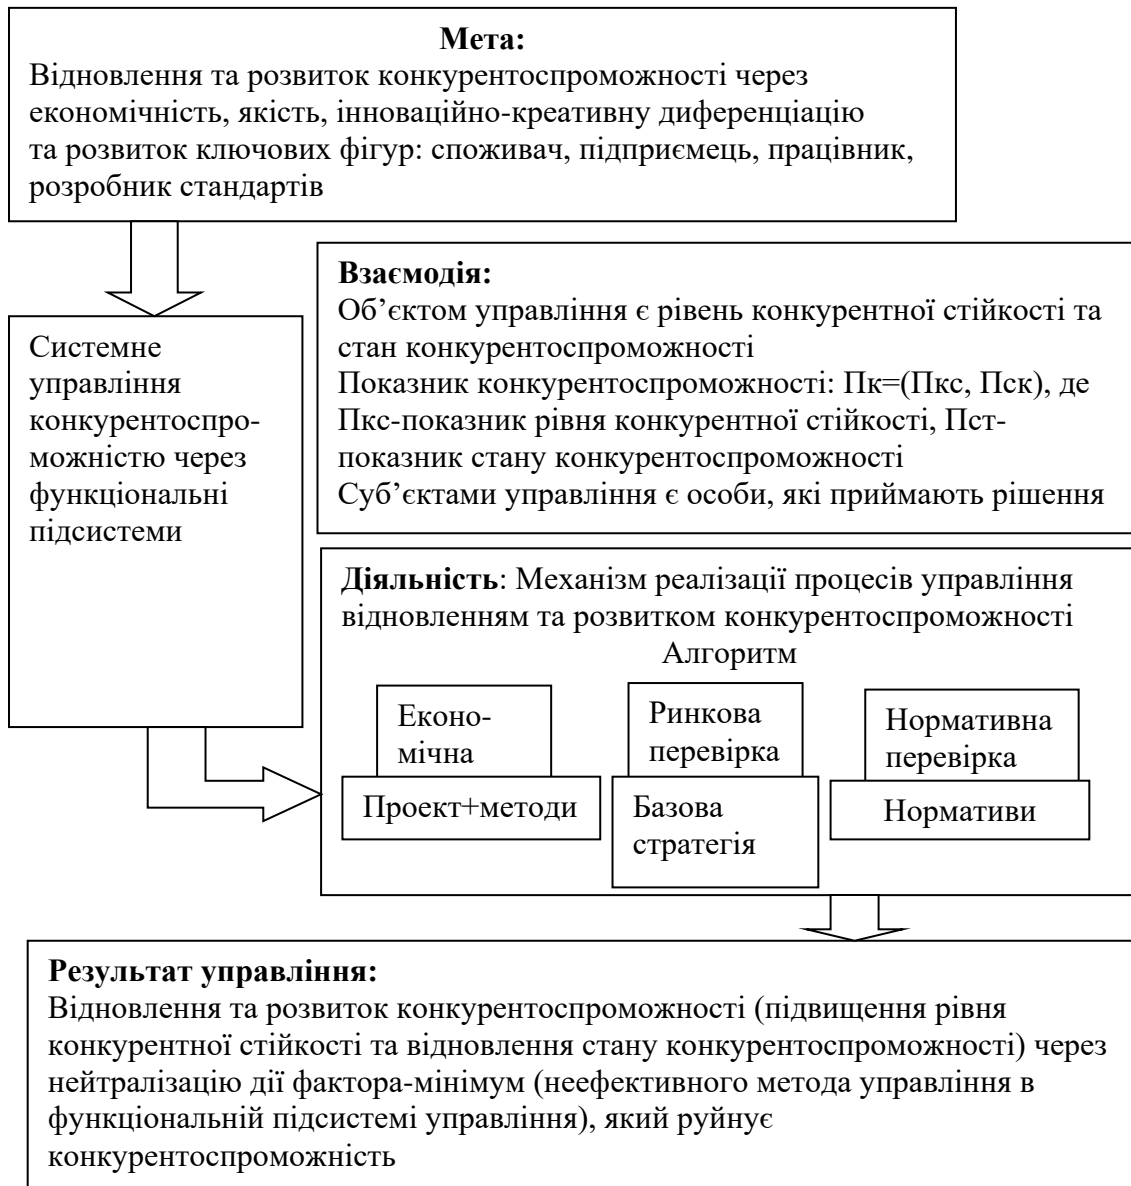 Мета:
Відновлення та розвиток конкурентоспроможності через
економічність, якість, інноваційно-креативну диференціацію
та розвиток ключових фігур: споживач, підприємець, працівник,
розробник стандартів
Системне
управління
конкурентоспро-
можністю через
функціональні
підсистеми
Взаємодія:
Об’єктом управління є рівень конкурентної стійкості та
стан конкурентоспроможності
Показник конкурентоспроможності: Пк=(Пкс, Пск), де
Пкс-показник рівня конкурентної стійкості, Пст-
показник стану конкурентоспроможності
Суб’єктами управління є особи, які приймають рішення
Діяльність: Механізм реалізації процесів управління
відновленням та розвитком конкурентоспроможності
Алгоритм
Еконо-
мічна
Проект+методи
Ринкова
перевірка
Базова
стратегія
Нормативна
перевірка
Нормативи
Результат управління:
Відновлення та розвиток конкурентоспроможності (підвищення рівня
конкурентної стійкості та відновлення стану конкурентоспроможності) через
нейтралізацію дії фактора-мінімум (неефективного метода управління в
функціональній підсистемі управління), який руйнує
конкурентоспроможність